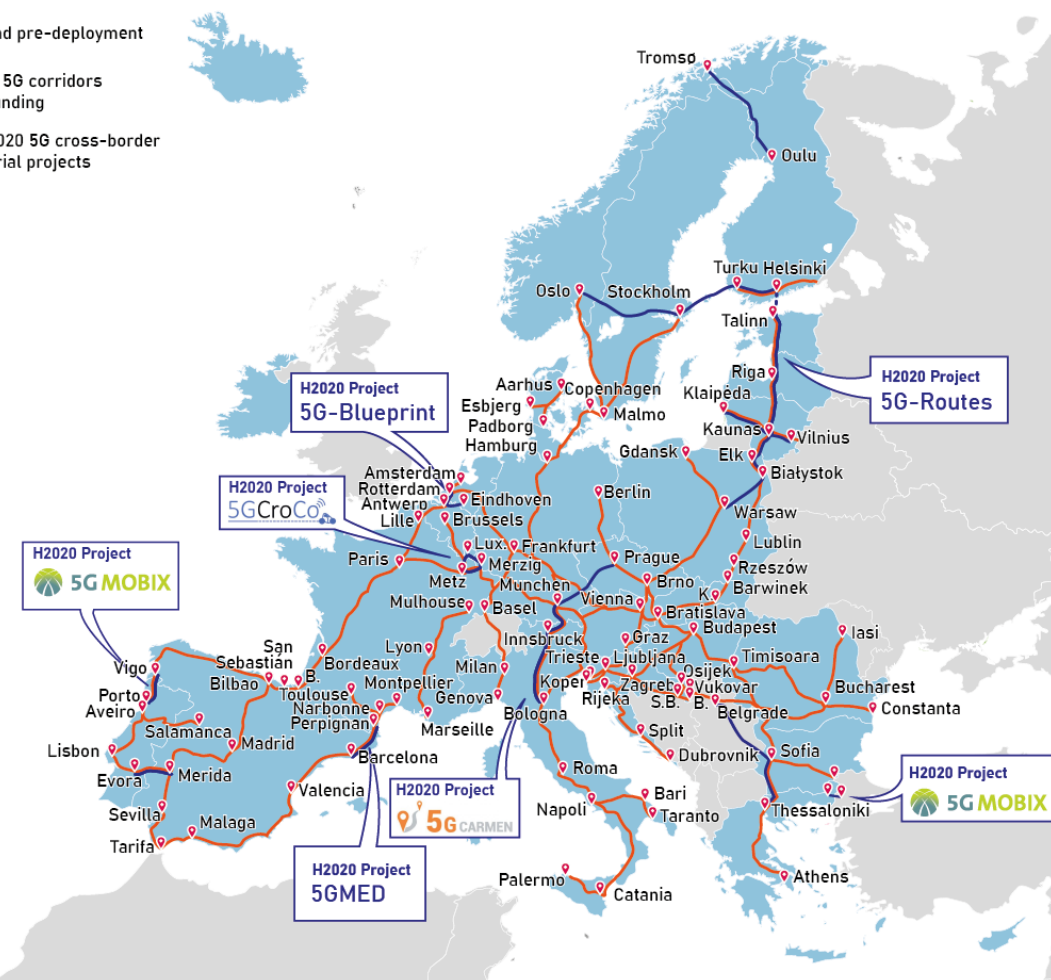 nd pre-deployment
5G corridors
nding
020 5G cross-border
rial projects
Tromsø
Oulu
Turku Helsinki
Oslo
Stockholm
Talinn
Riga
H2020 Project
5G-Routes
Klaipėda
Kaunas
Vilnius
Aarhus
Copenhagen
Esbjerg
Padborg
Malmo
Hamburg
H2020 Project
5G-Blueprint
Gdansk
Elk
Białystok
Amsterdam
Rotterdam
Antwerp
Eindhoven
Lille
Brussels
Berlin
Warsaw
H2020 Project
5GCroCo
Lublin
Lux.
Frankfurt
Paris
Merzig
Metz
Prague
Rzeszów
Barwinek
K.
Munchen
Brno
Vienna
Bratislava
Mulhouse
Basel
Budapest
H2020 Project
5G MOBIX
Innsbruck
Graz
Iasi
San
Sebastián
Bilbao
B.
Bordeaux
Lyon
Milan
Trieste
Ljubljana
Timisoara
Vigo
Porto
Aveiro
Toulouse
Montpellier
Narbonne
Perpignan
Genova
Koper
Rijeka
Zagreb
Osijek
Vukovar
S.B.
B.
Bucharest
Constanta
Bologna
Belgrade
Marseille
Salamanca
Madrid
Lisbon
Evora
Merida
Barcelona
Split
Dubrovnik
Sofia
Roma
Valencia
H2020 Project
5G CARMEN
H2020 Project
5G MOBIX
Sevilla
Malaga
Tarifa
Napoli
Bari
Taranto
Thessaloniki
H2020 Project
5GMED
Palermo
Catania
Athens